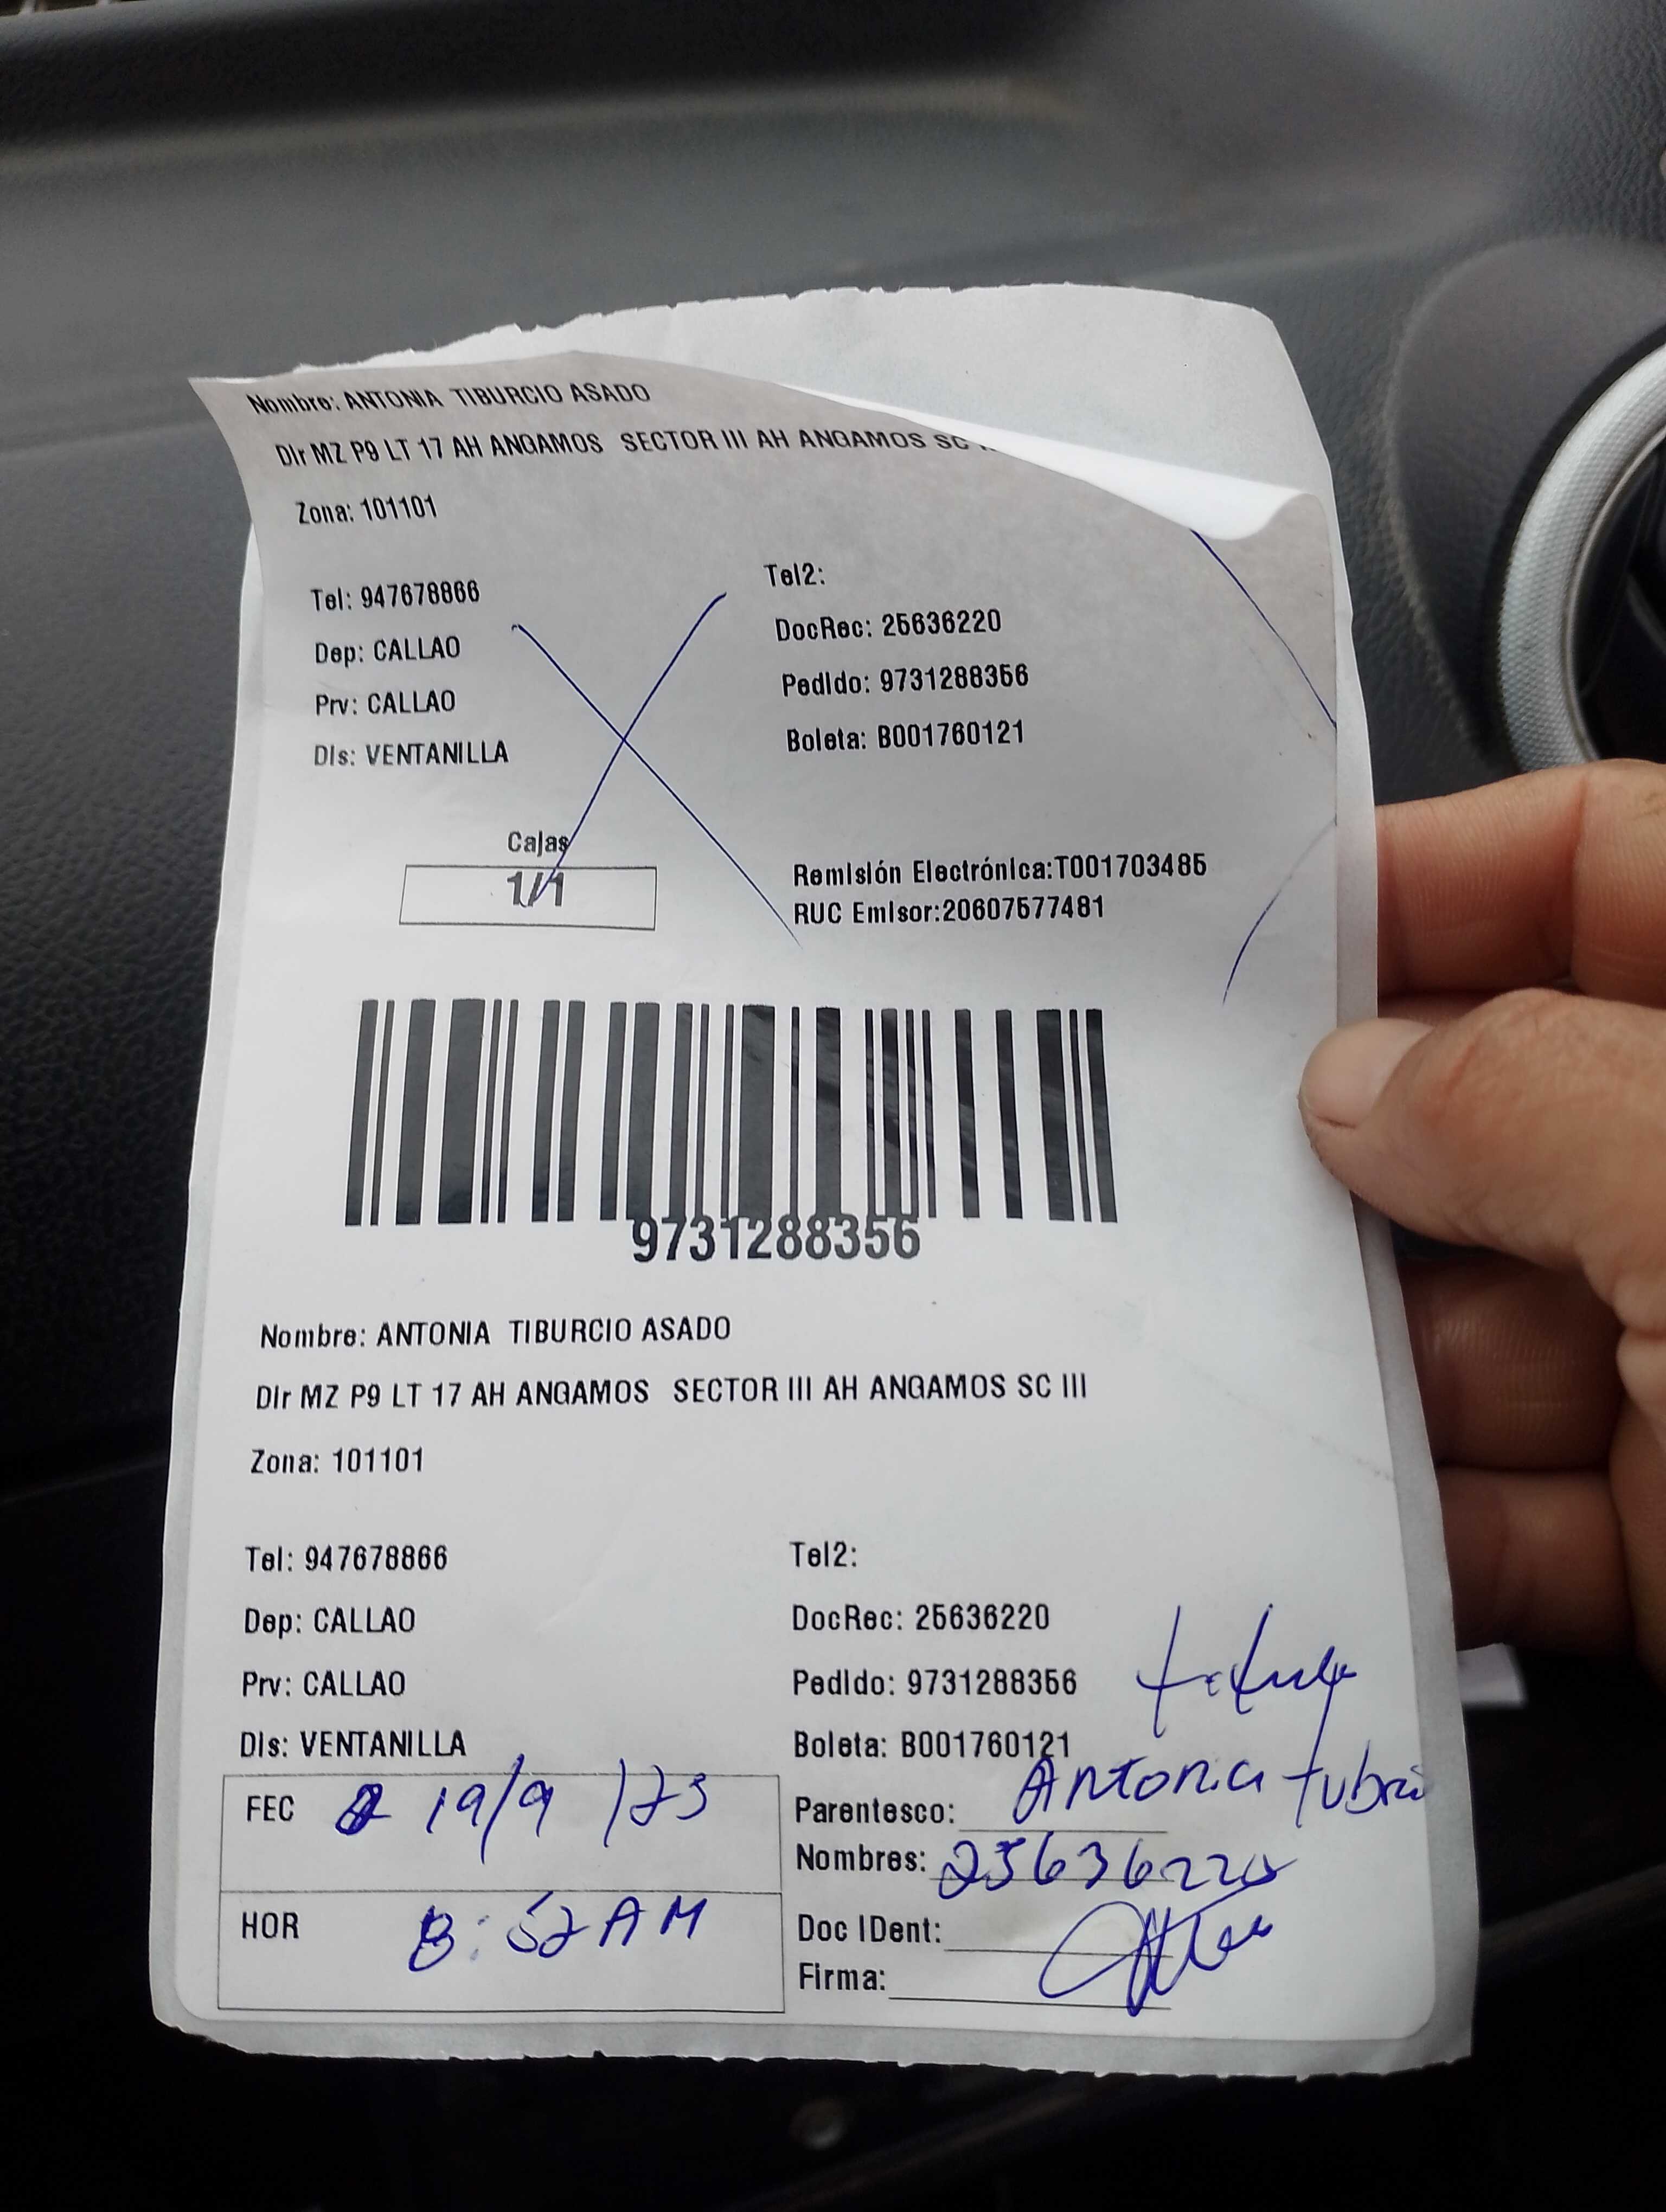 Nombre: ANTONIA TIBURCIO ASADO
Dir MZ P9 LT 17 AH ANGAMOS SECTOR III AH ANGAMOS SC
Zona: 101101
Tel: 947678866
Tel2:
Dep: CALLAO
DocRec: 25636220
Prv: CALLAO
Pedido: 9731288356
Dis: VENTANILLA
Boleta: B001760121
Cajas
1/1
Remisión Electrónica:T001703485
RUC Emisor:20607577481
9731288356
Nombre: ANTONIA TIBURCIO ASADO
Dir MZ P9 LT 17 AH ANGAMOS SECTOR III AH ANGAMOS SC III
Zona: 101101
Tel: 947678866
Tel2:
Dep: CALLAO
DocRec: 25636220
Prv: CALLAO
Pedido: 9731288356
Dis: VENTANILLA
Boleta: B001760121
FEC 19/9/23
Parentesco: Antonia
Nombres: 25636220
HOR 8:52 AM
Doc IDent:
Firma: